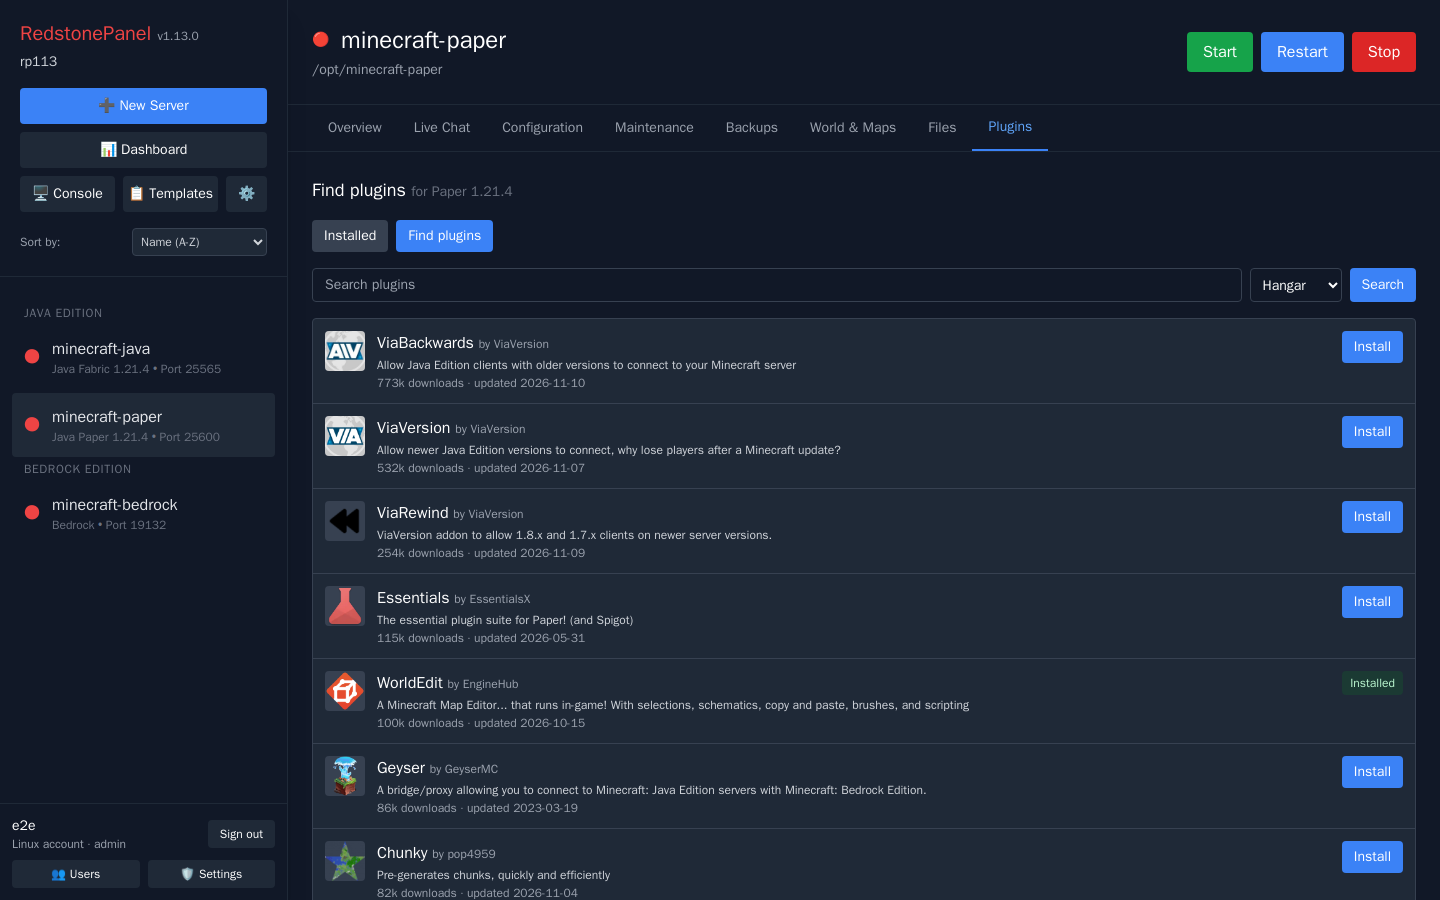 RedstonePanel v1.13.0
rp113
➕ New Server
📊 Dashboard
🖥️ Console
📋 Templates
⚙️
Sort by:
Name (A-Z)
JAVA EDITION
minecraft-java
Java Fabric 1.21.4 • Port 25565
minecraft-paper
Java Paper 1.21.4 • Port 25600
BEDROCK EDITION
minecraft-bedrock
Bedrock • Port 19132
e2e
Linux account · admin
Sign out
👥 Users
🛡️ Settings
minecraft-paper
/opt/minecraft-paper
Start
Restart
Stop
Overview
Live Chat
Configuration
Maintenance
Backups
World & Maps
Files
Plugins
Find plugins for Paper 1.21.4
Installed
Find plugins
Search plugins
Hangar
Search
ViaBackwards by ViaVersion
Allow Java Edition clients with older versions to connect to your Minecraft server
773k downloads · updated 2026-11-10
Install
VIA
ViaVersion by ViaVersion
Allow newer Java Edition versions to connect, why lose players after a Minecraft update?
532k downloads · updated 2026-11-07
Install
ViaRewind by ViaVersion
ViaVersion addon to allow 1.8.x and 1.7.x clients on newer server versions.
254k downloads · updated 2026-11-09
Install
Essentials by EssentialsX
The essential plugin suite for Paper! (and Spigot)
115k downloads · updated 2026-05-31
Install
WorldEdit by EngineHub
A Minecraft Map Editor... that runs in-game! With selections, schematics, copy and paste, brushes, and scripting
100k downloads · updated 2026-10-15
Installed
Geyser by GeyserMC
A bridge/proxy allowing you to connect to Minecraft: Java Edition servers with Minecraft: Bedrock Edition.
86k downloads · updated 2023-03-19
Install
Chunky by pop4959
Pre-generates chunks, quickly and efficiently
82k downloads · updated 2026-11-04
Install